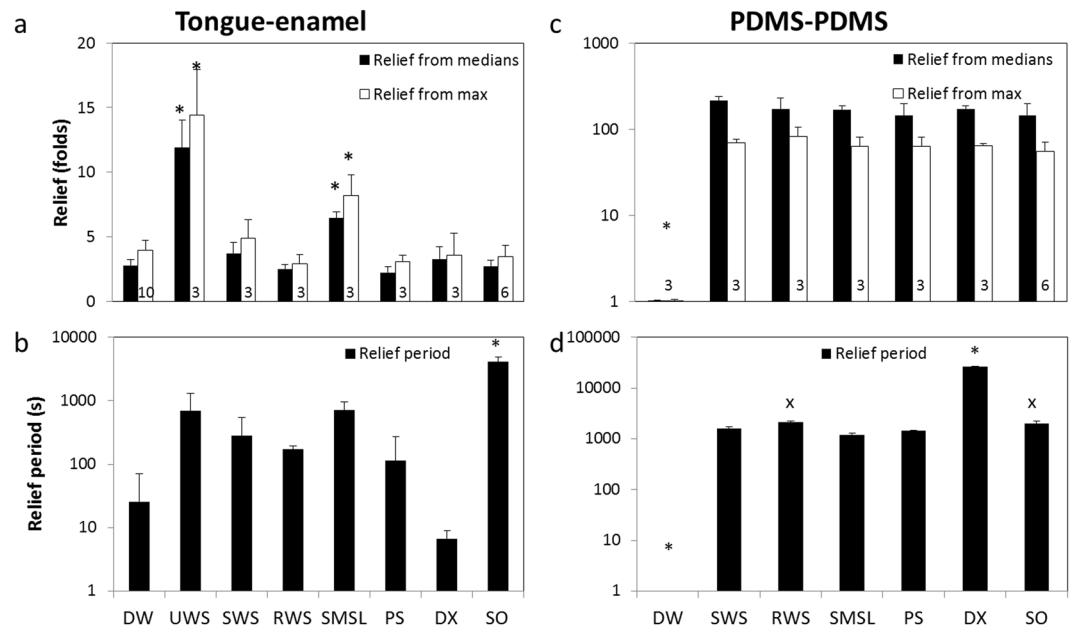 a Tongue-enamel
20
15
10
5
0
Relief (folds)
Relief from medians
Relief from max
* *
* *
10 3 3 3 3 3 3 6
c PDMS-PDMS
1000
100
10
1
Relief from medians
Relief from max
*
3 3 3 3 3 3 6
b
10000
1000
100
10
1
Relief period (s)
Relief period
*
DW UWS SWS RWS SMSL PS DX SO
d
100000
10000
1000
100
10
1
Relief period
* x * x
DW SWS RWS SMSL PS DX SO